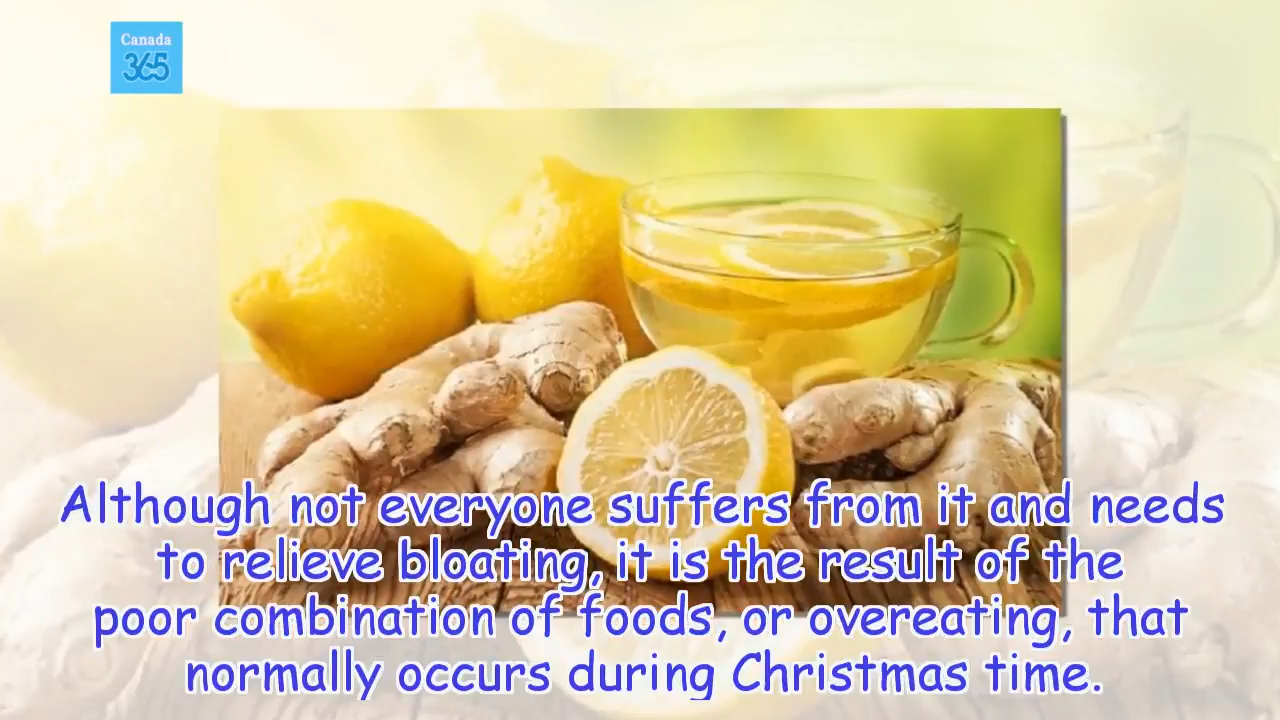 Canada
365
Although not everyone suffers from it and needs
to relieve bloating, it is the result of the
poor combination of foods, or overeating, that
normally occurs during Christmas time.